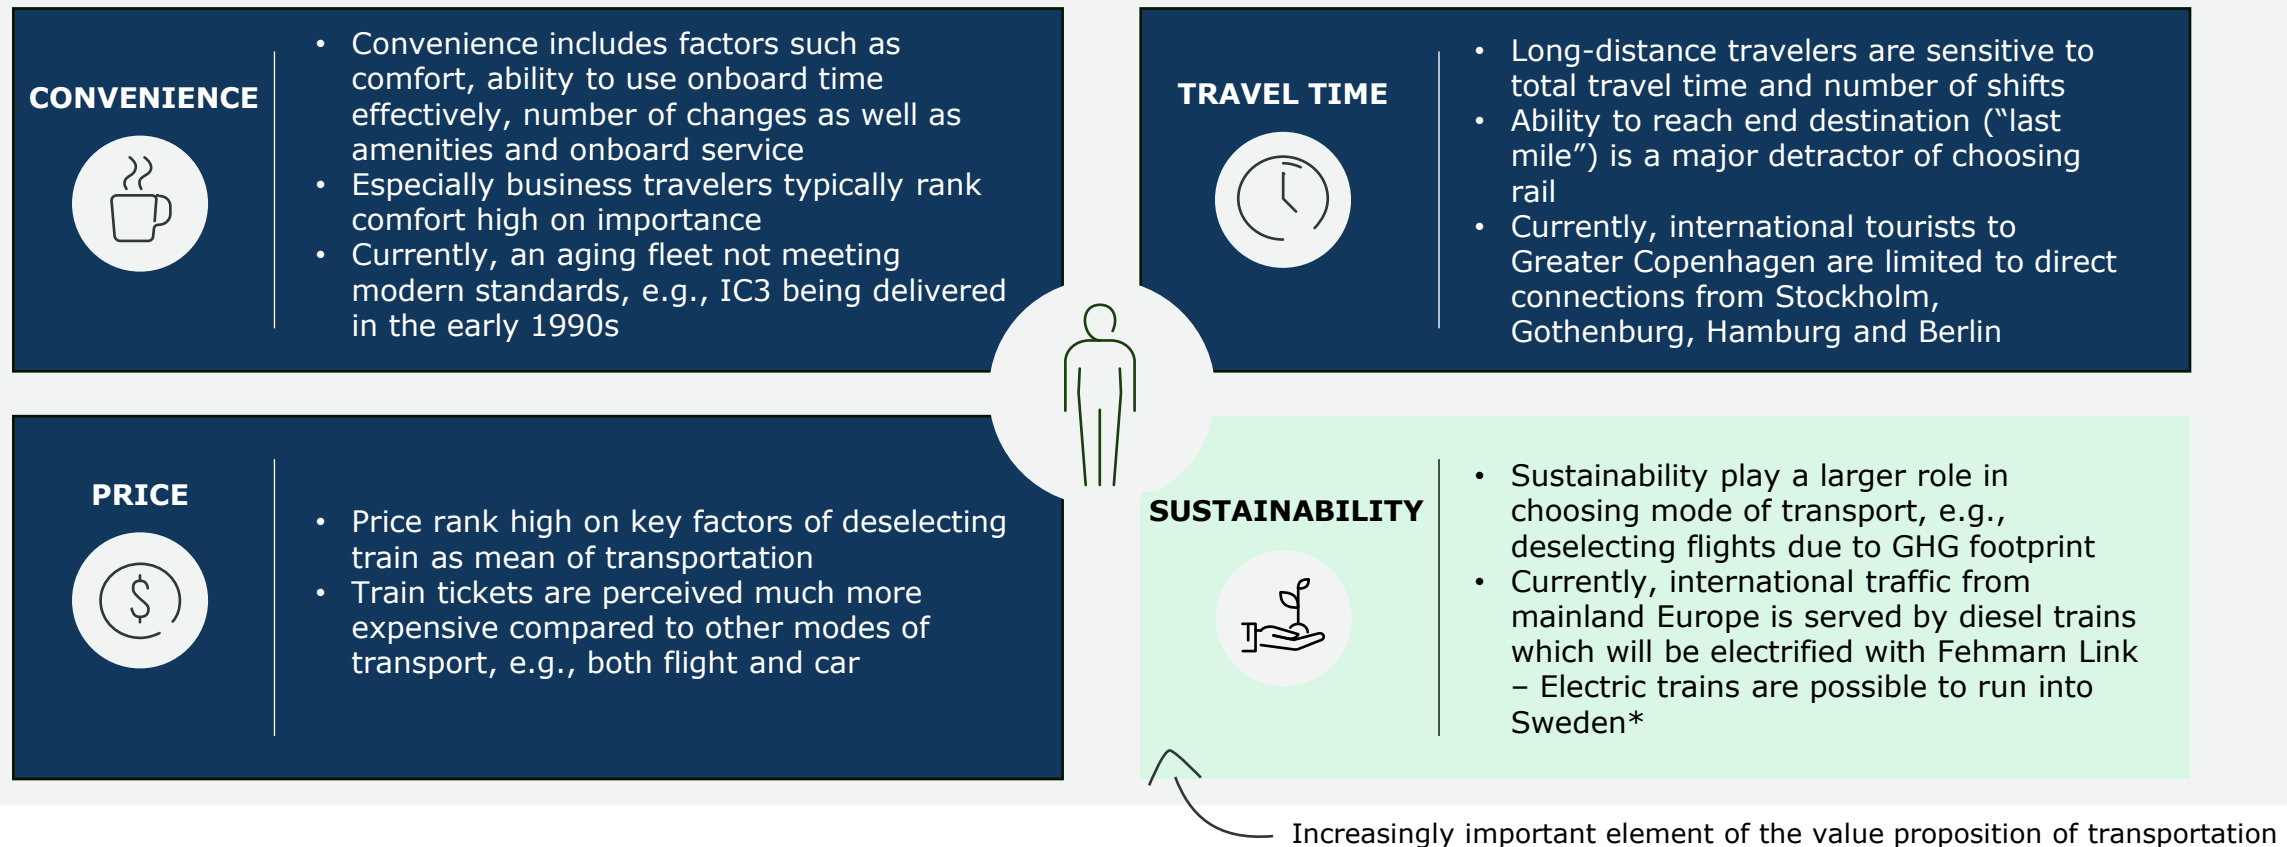 CONVENIENCE
• Convenience includes factors such as
comfort, ability to use onboard time
effectively, number of changes as well as
amenities and onboard service
• Especially business travelers typically rank
comfort high on importance
• Currently, an aging fleet not meeting
modern standards, e.g., IC3 being delivered
in the early 1990s
TRAVEL TIME
• Long-distance travelers are sensitive to
total travel time and number of shifts
• Ability to reach end destination (“last
mile”) is a major detractor of choosing
rail
• Currently, international tourists to
Greater Copenhagen are limited to direct
connections from Stockholm,
Gothenburg, Hamburg and Berlin
PRICE
$
• Price rank high on key factors of deselecting
train as mean of transportation
• Train tickets are perceived much more
expensive compared to other modes of
transport, e.g., both flight and car
SUSTAINABILITY
• Sustainability play a larger role in
choosing mode of transport, e.g.,
deselecting flights due to GHG footprint
• Currently, international traffic from
mainland Europe is served by diesel trains
which will be electrified with Fehmarn Link
– Electric trains are possible to run into
Sweden*
Increasingly important element of the value proposition of transportation